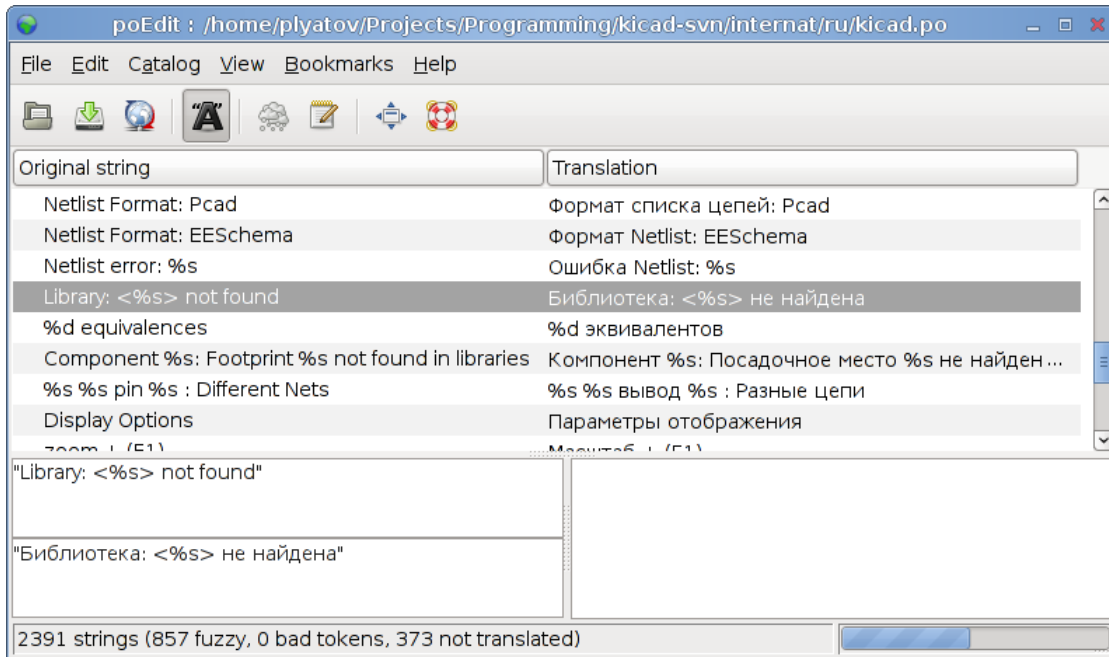 poEdit : /home/plyatov/Projects/Programming/kicad-svn/internat/ru/kicad.po
File Edit Catalog View Bookmarks Help
"A"
Original string Translation
Netlist Format: Pcad Формат списка цепей: Pcad
Netlist Format: EESchema Формат Netlist: EESchema
Netlist error: %s Ошибка Netlist: %s
Library: <%s> not found Библиотека: <%s> не найдена
%d equivalences %d эквивалентов
Component %s: Footprint %s not found in libraries Компонент %s: Посадочное место %s не найден ...
%s %s pin %s : Different Nets %s %s вывод %s : Разные цепи
Display Options Параметры отображения
zoom + (F1) Масштаб + (F1)
"Library: <%s> not found"
"Библиотека: <%s> не найдена"
2391 strings (857 fuzzy, 0 bad tokens, 373 not translated)